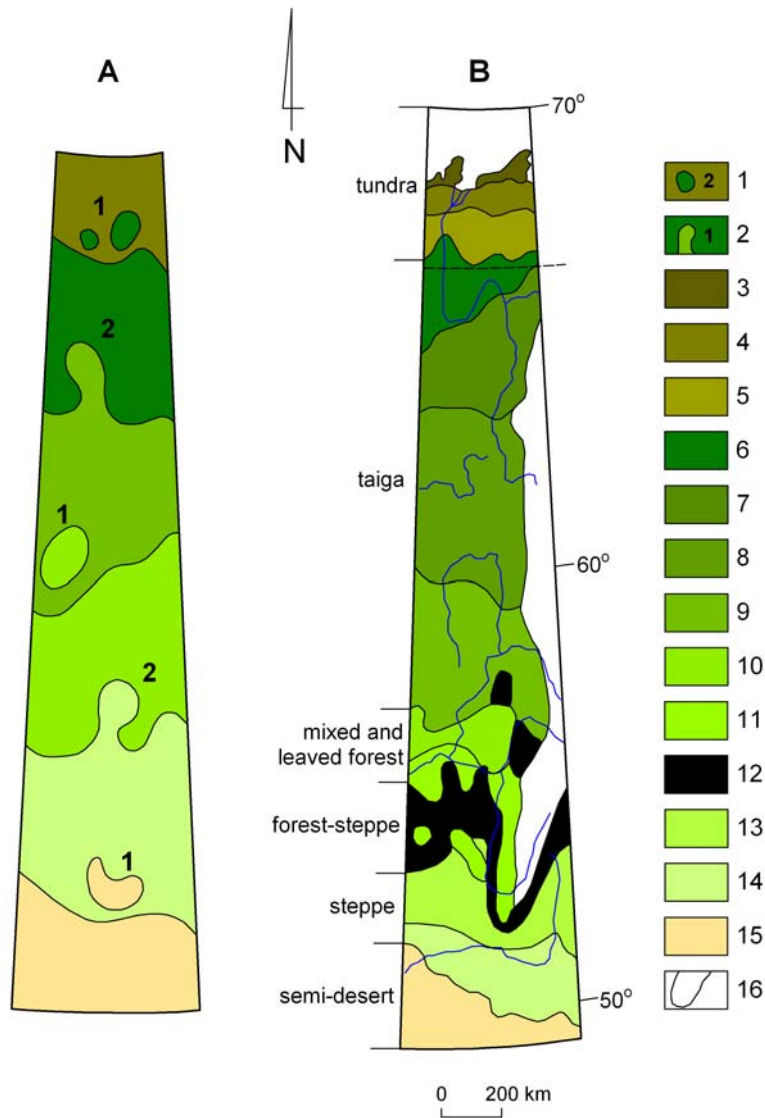 A
B
N
70°
tundra
1
2
1
2
1
taiga
60°
mixed and
leaved forest
forest-steppe
steppe
semi-desert
50°
0 200 km
2 1
1 2
3
4
5
6
7
8
9
10
11
12
13
14
15
16